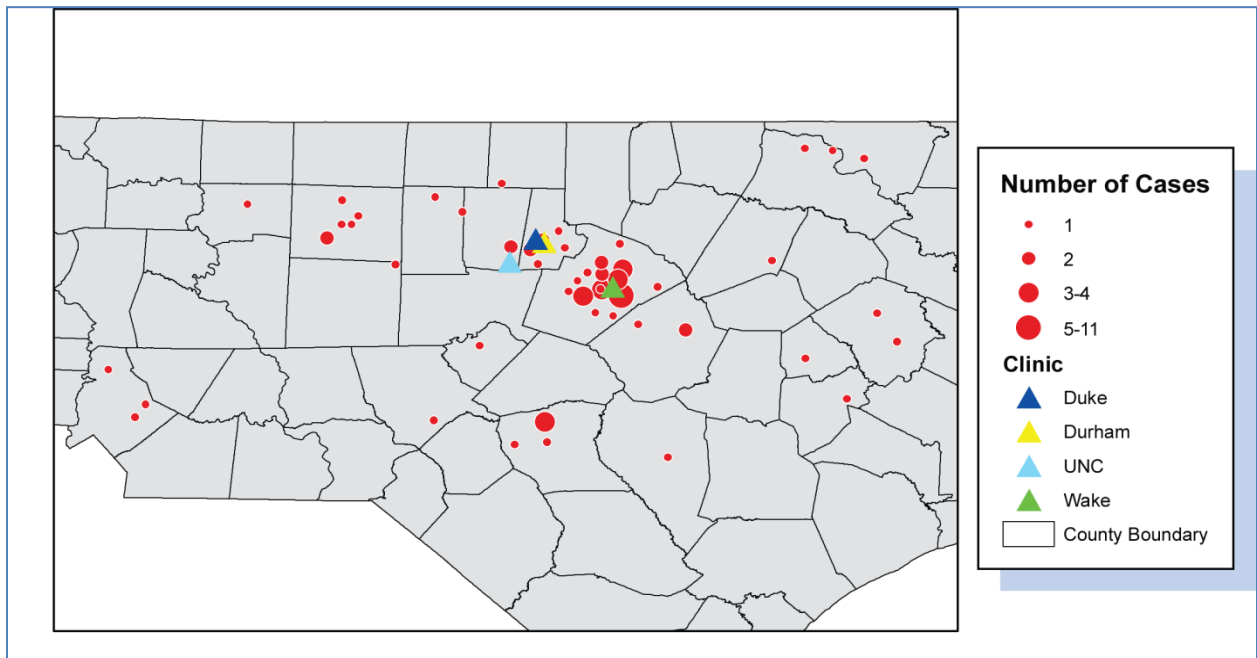 Number of Cases
1
2
3-4
5-11
Clinic
Duke
Durham
UNC
Wake
County Boundary